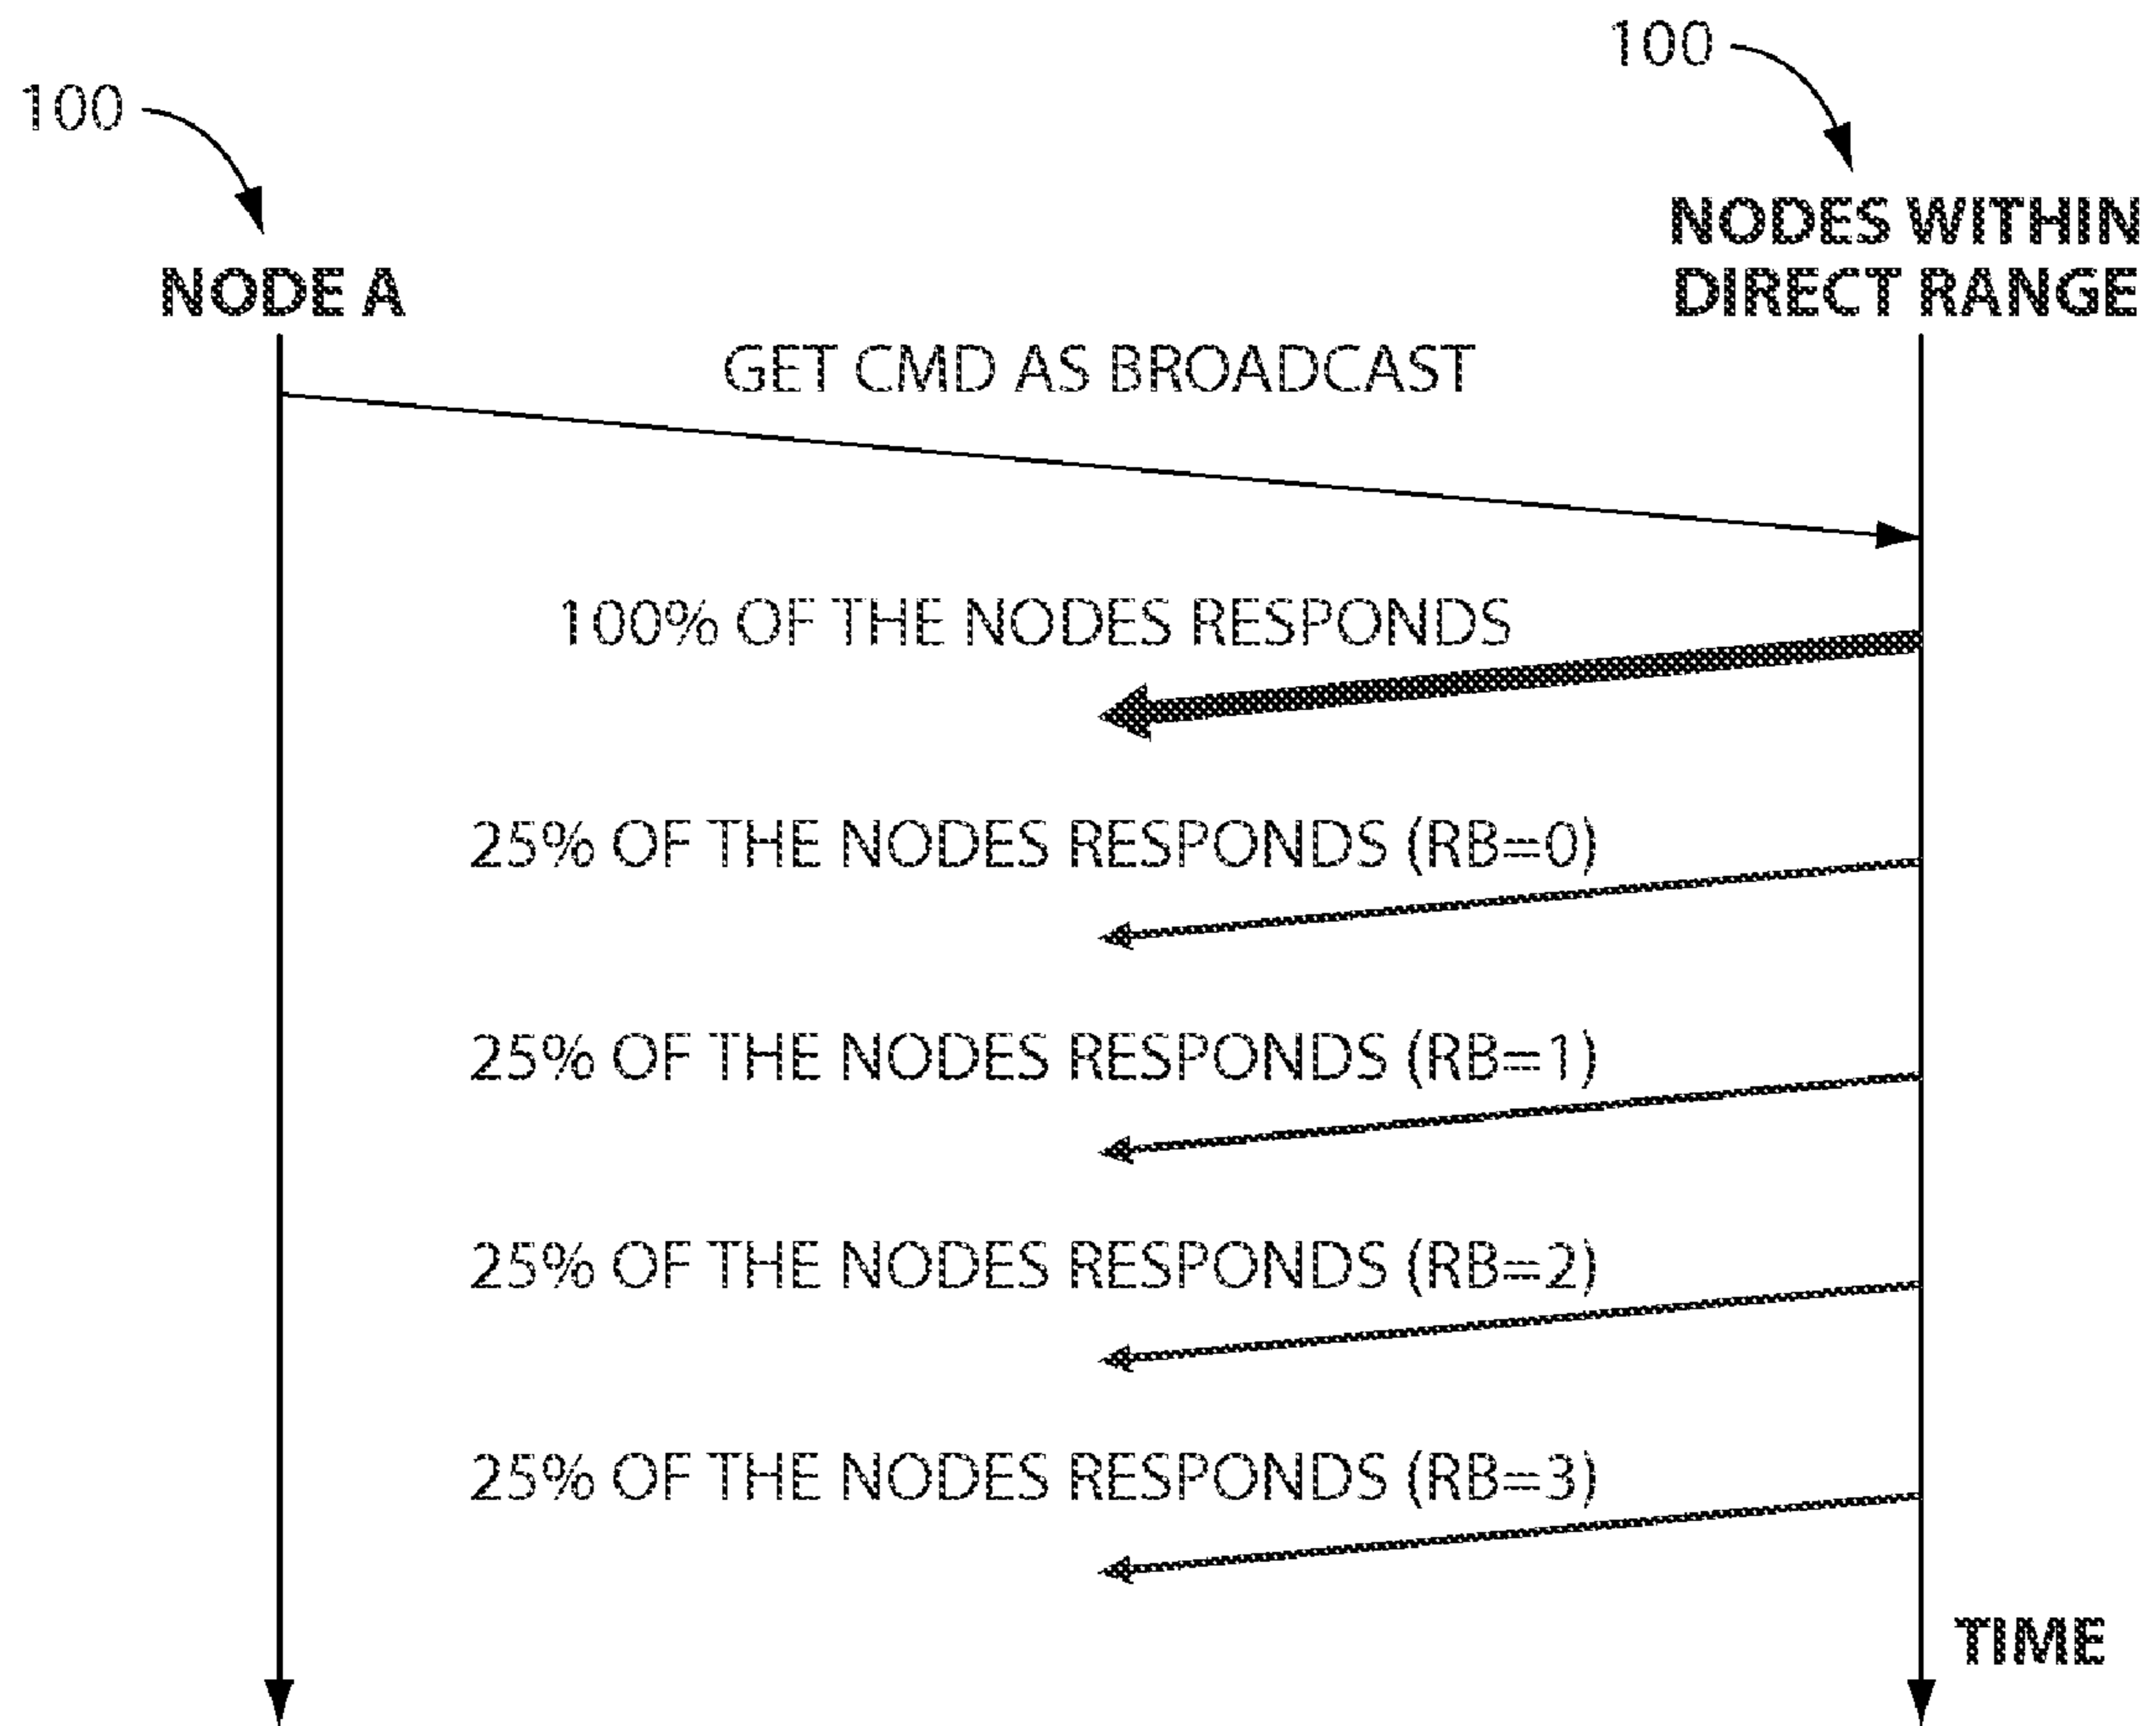 100
100
NODE A
NODES WITHIN
DIRECT RANGE
GET CMD AS BROADCAST
100% OF THE NODES RESPONDS
25% OF THE NODES RESPONDS (RB=0)
25% OF THE NODES RESPONDS (RB=1)
25% OF THE NODES RESPONDS (RB=2)
25% OF THE NODES RESPONDS (RB=3)
TIME